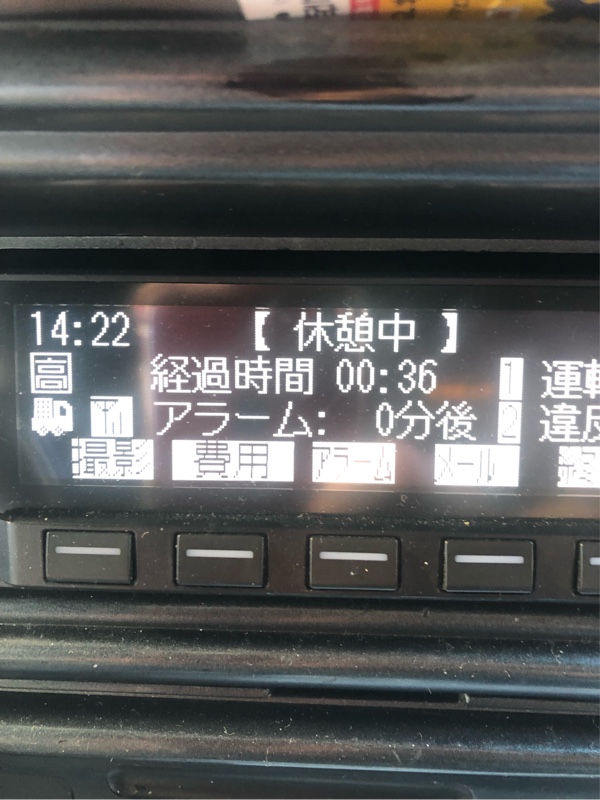 14:22 【 休憩中 】
高 経過時間 00:36 1 運転
アラーム: 0分後 2 違反
撮影 費用 アラーム メール